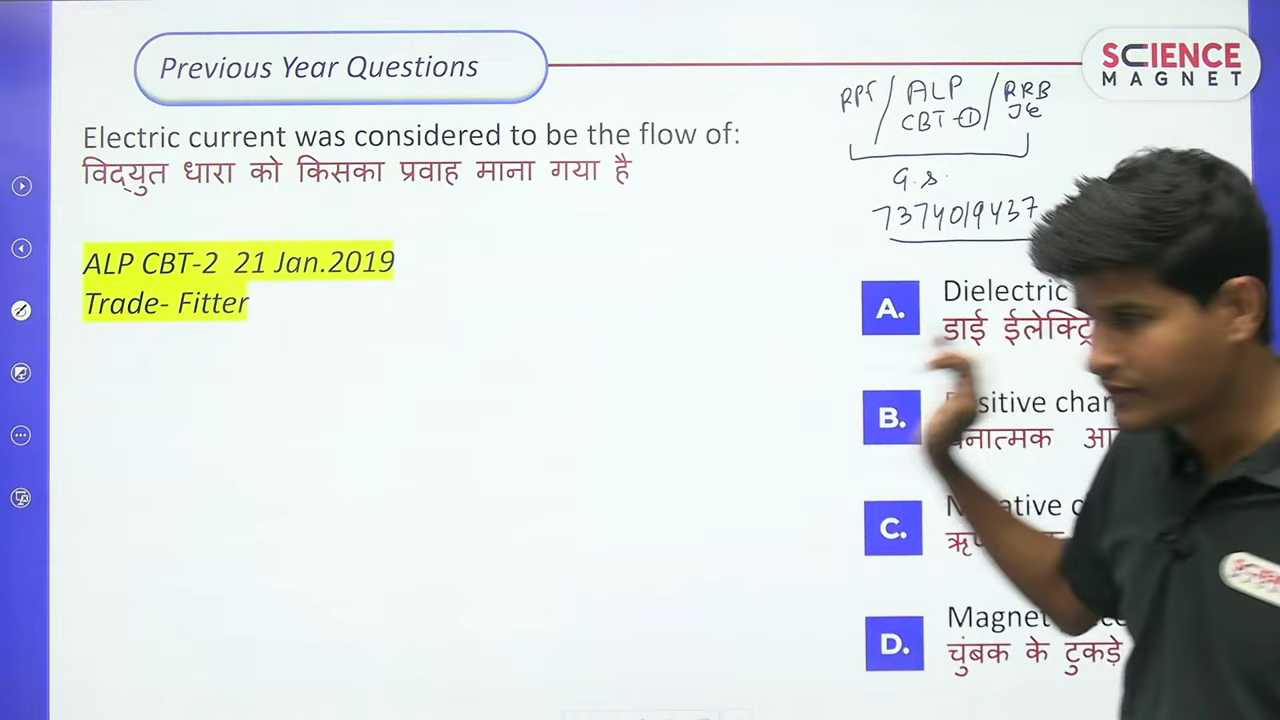 Previous Year Questions
SCIENCE
MAGNET
Electric current was considered to be the flow of:
विद्युत धारा को किसका प्रवाह माना गया है
RPF / ALP CBT-① / RRB JE
G.S.
7374019437
ALP CBT-2 21 Jan.2019
Trade- Fitter
A. Dielectric
डाई
B.
C.
D. Magnet
चुंबक के टुकड़े